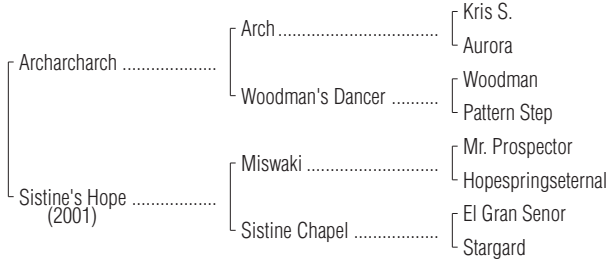 Kris S.
Arch ........................................
Aurora
Archarcharch .....................
Woodman
Woodman's Dancer ..........
Pattern Step
Mr. Prospector
Miswaki .................................
Hopespringseternal
Sistine's Hope ...................
(2001)
El Gran Senor
Sistine Chapel .....................
Stargard